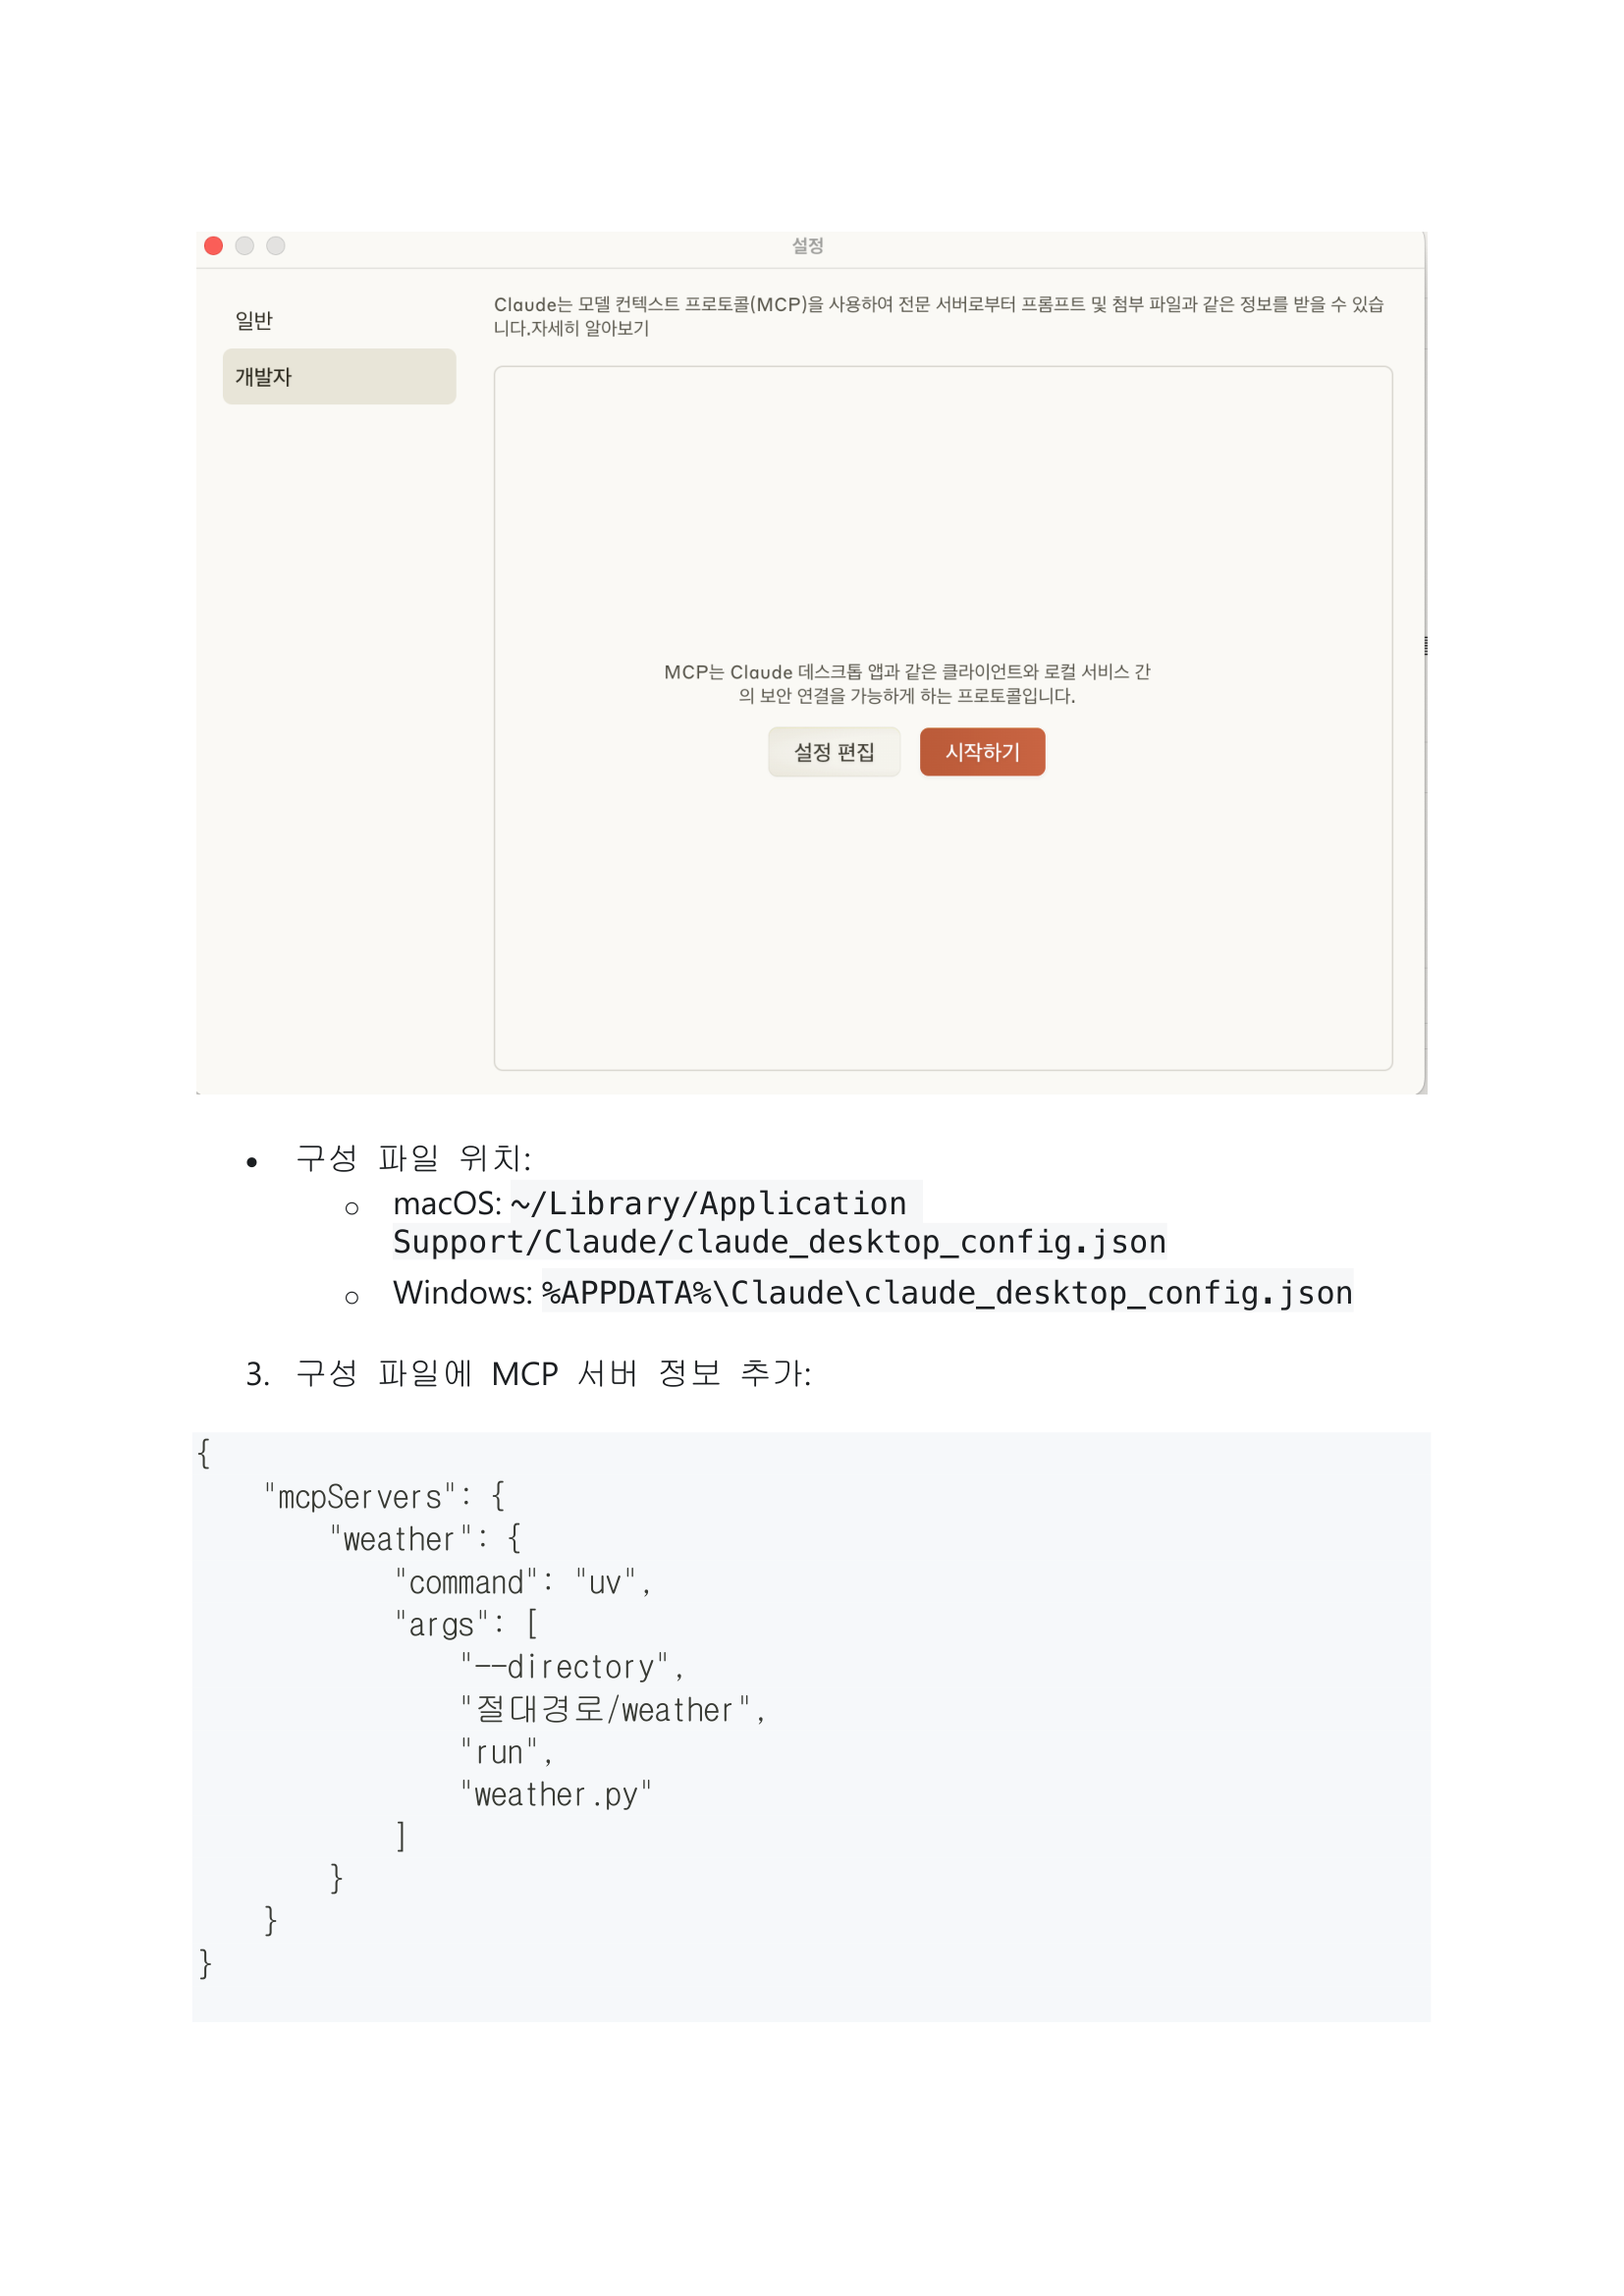 설정
일반
개발자
Claude는 모델 컨텍스트 프로토콜(MCP)을 사용하여 전문 서버로부터 프롬프트 및 첨부 파일과 같은 정보를 받을 수 있습
니다.자세히 알아보기
MCP는 Claude 데스크톱 앱과 같은 클라이언트와 로컬 서비스 간
의 보안 연결을 가능하게 하는 프로토콜입니다.
설정 편집
시작하기
• 구성 파일 위치:
○ macOS: ~/Library/Application
Support/Claude/claude_desktop_config.json
○ Windows: %APPDATA%\Claude\claude_desktop_config.json
3. 구성 파일에 MCP 서버 정보 추가:
{
    "mcpServers": {
        "weather": {
            "command": "uv",
            "args": [
                "--directory",
                "절대경로/weather",
                "run",
                "weather.py"
            ]
        }
    }
}